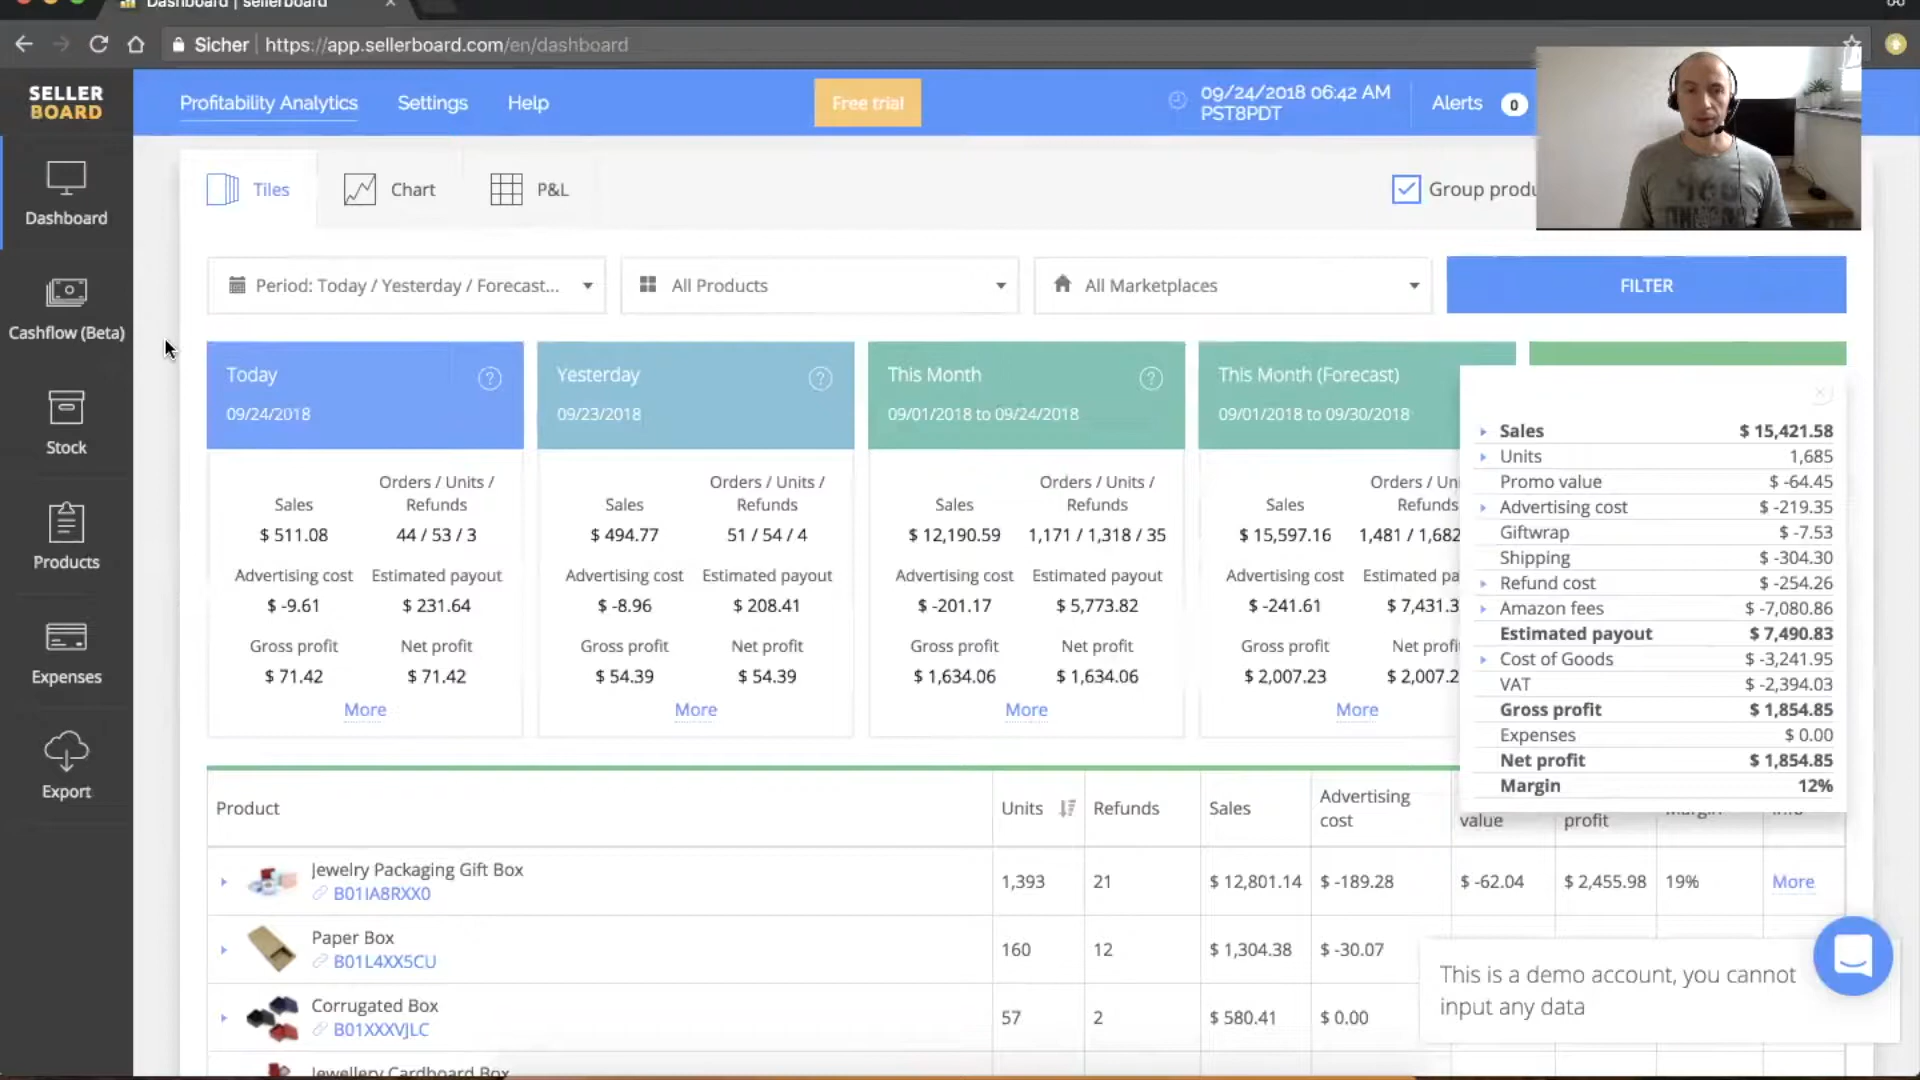 Dashboard | sellerboard
Sicher https://app.sellerboard.com/en/dashboard
SELLER
BOARD
Profitability Analytics
Settings
Help
Free trial
09/24/2018 06:42 AM
PST8PDT
Alerts 0
Dashboard
Cashflow (Beta)
Stock
Products
Expenses
Export
Tiles
Chart
P&L
Period: Today / Yesterday / Forecast...
All Products
All Marketplaces
FILTER
Today
09/24/2018
Sales
Orders / Units /
Refunds
$ 511.08
44 / 53 / 3
Advertising cost
Estimated payout
$ -9.61
$ 231.64
Gross profit
Net profit
$ 71.42
$ 71.42
More
Yesterday
09/23/2018
Sales
Orders / Units /
Refunds
$ 494.77
51 / 54 / 4
Advertising cost
Estimated payout
$ -8.96
$ 208.41
Gross profit
Net profit
$ 54.39
$ 54.39
More
This Month
09/01/2018 to 09/24/2018
Sales
Orders / Units /
Refunds
$ 12,190.59
1,171 / 1,318 / 35
Advertising cost
Estimated payout
$ -201.17
$ 5,773.82
Gross profit
Net profit
$ 1,634.06
$ 1,634.06
More
This Month (Forecast)
09/01/2018 to 09/30/2018
Sales
Orders / Un
Refunds
$ 15,597.16
1,481 / 1,682
Advertising cost
Estimated pa
$ -241.61
$ 7,431.3
Gross profit
Net profi
$ 2,007.23
$ 2,007.2
More
Sales $ 15,421.58
Units 1,685
Promo value $ -64.45
Advertising cost $ -219.35
Giftwrap $ -7.53
Shipping $ -304.30
Refund cost $ -254.26
Amazon fees $ -7,080.86
Estimated payout $ 7,490.83
Cost of Goods $ -3,241.95
VAT $ -2,394.03
Gross profit $ 1,854.85
Expenses $ 0.00
Net profit $ 1,854.85
Margin 12%
Group produ
Product
Units
Refunds
Sales
Advertising
cost
value
profit
Jewelry Packaging Gift Box
B01IA8RXX0
1,393
21
$ 12,801.14
$ -189.28
$ -62.04
$ 2,455.98
19%
More
Paper Box
B01L4XX5CU
160
12
$ 1,304.38
$ -30.07
Corrugated Box
B01XXXVJLC
57
2
$ 580.41
$ 0.00
Jewellery Cardboard Box
This is a demo account, you cannot
input any data